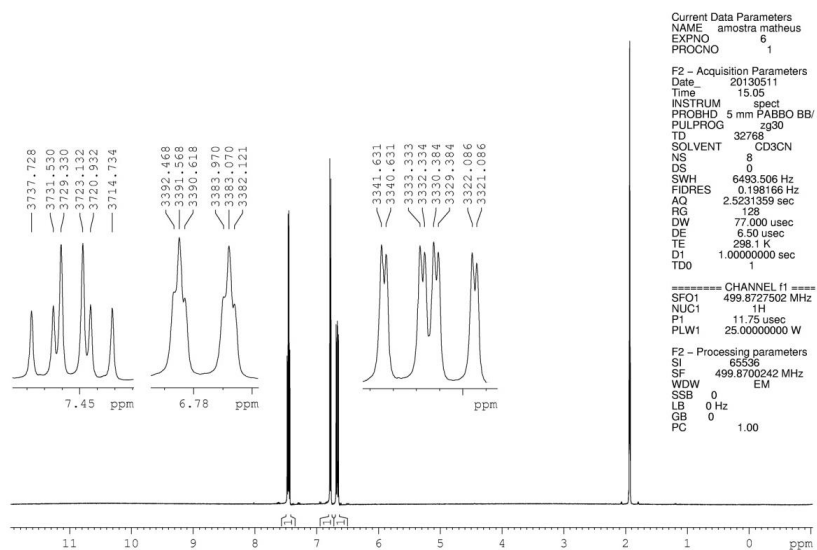 Current Data Parameters
NAME amostra matheus
EXPNO 6
PROCNO 1
F2 – Acquisition Parameters
Date_ 20130511
Time 15.05
INSTRUM spect
PROBHD 5 mm PABBO BB/
PULPROG zg30
TD 32768
SOLVENT CD3CN
NS 8
DS 0
SWH 6493.506 Hz
FIDRES 0.198166 Hz
AQ 2.5231359 sec
RG 128
DW 77.000 usec
DE 6.50 usec
TE 298.1 K
D1 1.00000000 sec
TD0 1
======== CHANNEL f1 ====
SFO1 499.8727502 MHz
NUC1 1H
P1 11.75 usec
PLW1 25.00000000 W
F2 – Processing parameters
SI 65536
SF 499.8700242 MHz
WDW EM
SSB 0
LB 0 Hz
GB 0
PC 1.00
3737.728
3731.530
3729.330
3723.132
3720.932
3714.734
3392.468
3391.568
3390.618
3383.970
3383.070
3382.121
3341.631
3340.631
3333.333
3332.334
3330.384
3329.384
3322.086
3321.086
7.45 ppm
6.78 ppm
ppm
11 10 9 8 7 6 5 4 3 2 1 0 ppm